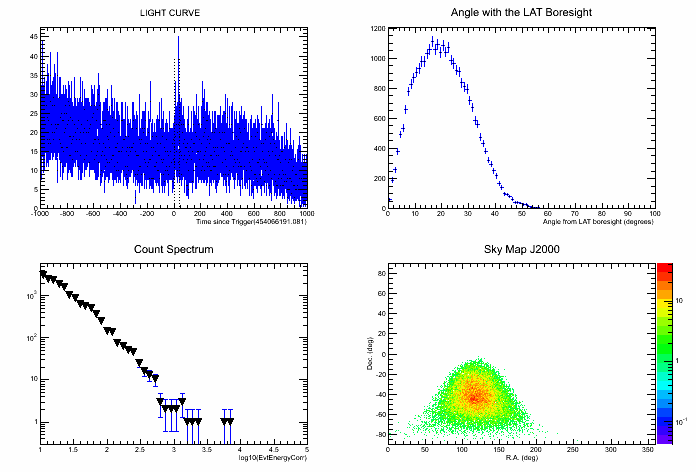 LIGHT CURVE
45
40
35
30
25
20
15
10
5
0
-1000 -800 -600 -400 -200 0 200 400 600 800 1000
Time since Trigger(454066191.081)
Angle with the LAT Boresight
1200
1000
800
600
400
200
0
0 10 20 30 40 50 60 70 80 90 100
Angle from LAT boresight (degrees)
Count Spectrum
10³
10²
10
1
1 1.5 2 2.5 3 3.5 4 4.5 5
log10(EvtEnergyCorr)
Sky Map J2000
Dec. (deg)
80
60
40
20
0
-20
-40
-60
-80
0 50 100 150 200 250 300 350
R.A. (deg)
10
1
10⁻¹